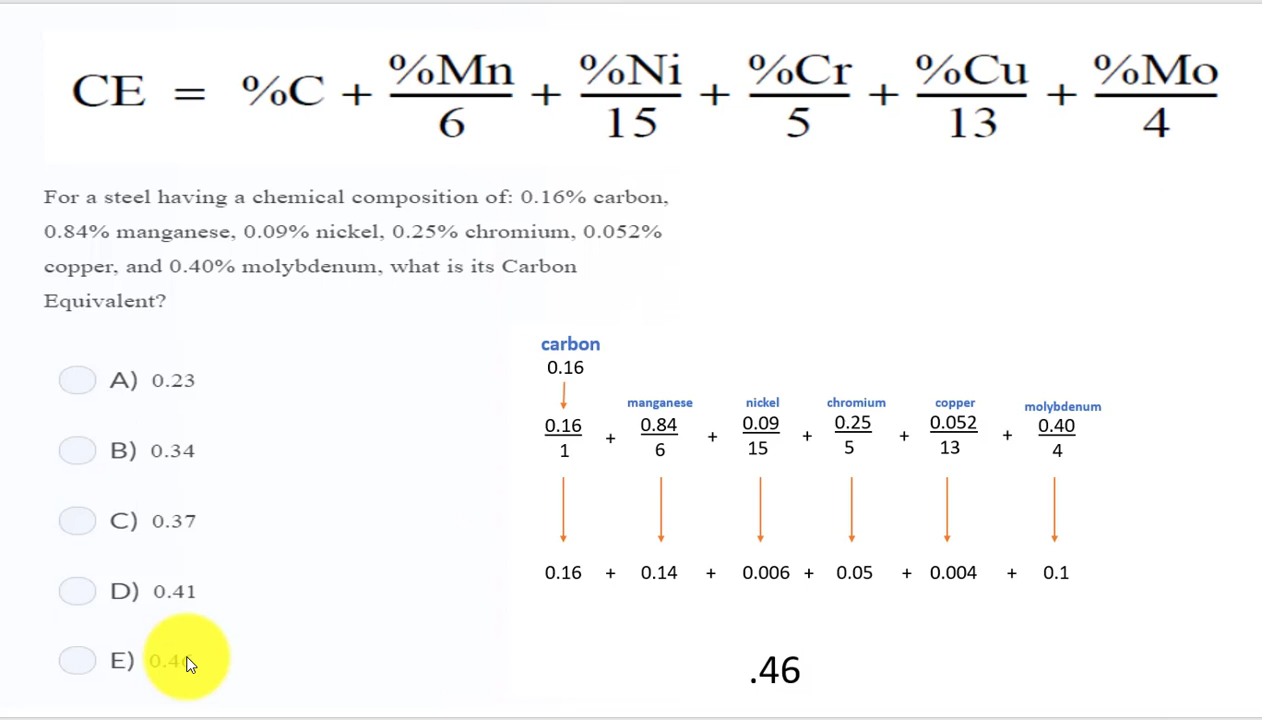 CE = %C + %Mn/6 + %Ni/15 + %Cr/5 + %Cu/13 + %Mo/4
For a steel having a chemical composition of: 0.16% carbon,
0.84% manganese, 0.09% nickel, 0.25% chromium, 0.052%
copper, and 0.40% molybdenum, what is its Carbon
Equivalent?
A) 0.23
B) 0.34
C) 0.37
D) 0.41
E)
carbon
0.16
manganese nickel chromium copper molybdenum
0.16/1 + 0.84/6 + 0.09/15 + 0.25/5 + 0.052/13 + 0.40/4
0.16 + 0.14 + 0.006 + 0.05 + 0.004 + 0.1
.46